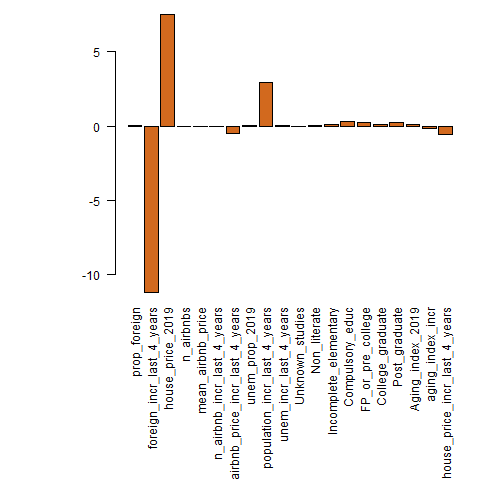 5
0
-5
-10
prop_foreign
foreign_incr_last_4_years
house_price_2019
n_airbnbs
mean_airbnb_price
n_airbnb_incr_last_4_years
airbnb_price_incr_last_4_years
unem_prop_2019
population_incr_last_4_years
unem_incr_last_4_years
Unknown_studies
Non_literate
Incomplete_elementary
Compulsory_educ
FP_or_pre_college
College_graduate
Post_graduate
Aging_index_2019
aging_index_incr
house_price_incr_last_4_years